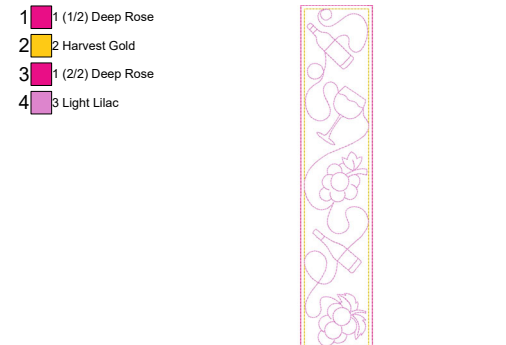 1 1 (1/2) Deep Rose
2 2 Harvest Gold
3 1 (2/2) Deep Rose
4 3 Light Lilac